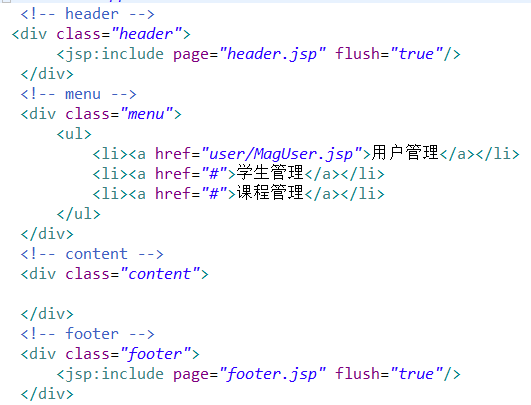 <!-- header -->
<div class="header">
<jsp:include page="header.jsp" flush="true"/>
</div>
<!-- menu -->
<div class="menu">
<ul>
<li><a href="user/MagUser.jsp">用户管理</a></li>
<li><a href="#">学生管理</a></li>
<li><a href="#">课程管理</a></li>
</ul>
</div>
<!-- content -->
<div class="content">
</div>
<!-- footer -->
<div class="footer">
<jsp:include page="footer.jsp" flush="true"/>
</div>